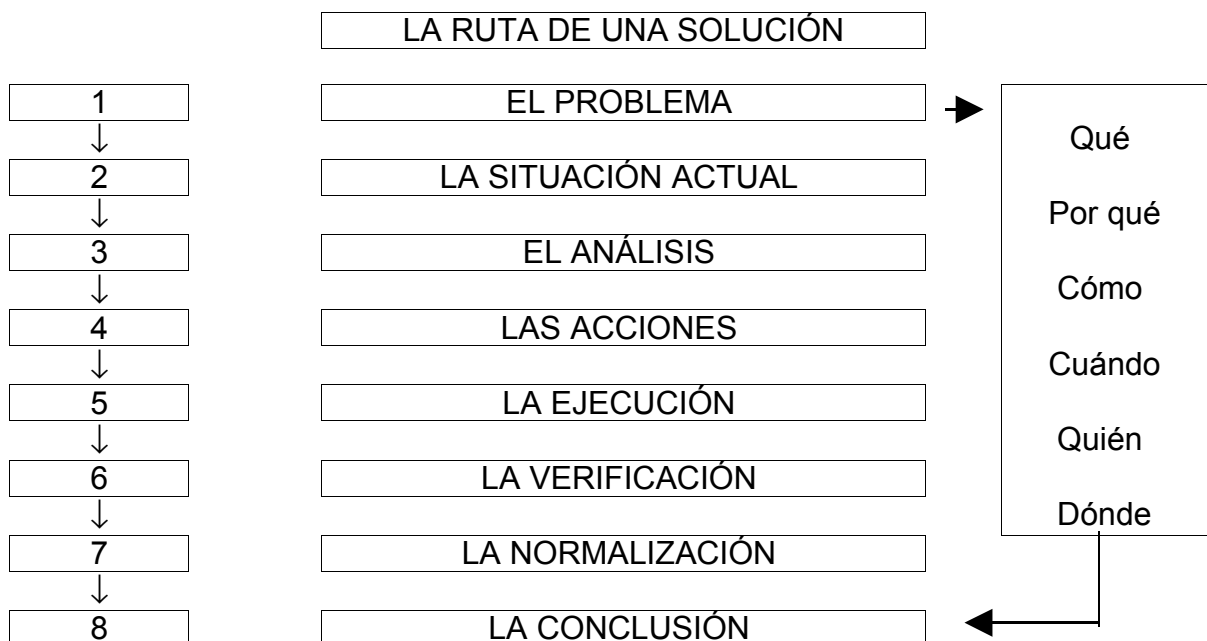 LA RUTA DE UNA SOLUCIÓN
1 EL PROBLEMA
Qué
2 LA SITUACIÓN ACTUAL
Por qué
3 EL ANÁLISIS
Cómo
4 LAS ACCIONES
Cuándo
5 LA EJECUCIÓN
Quién
6 LA VERIFICACIÓN
Dónde
7 LA NORMALIZACIÓN
8 LA CONCLUSIÓN